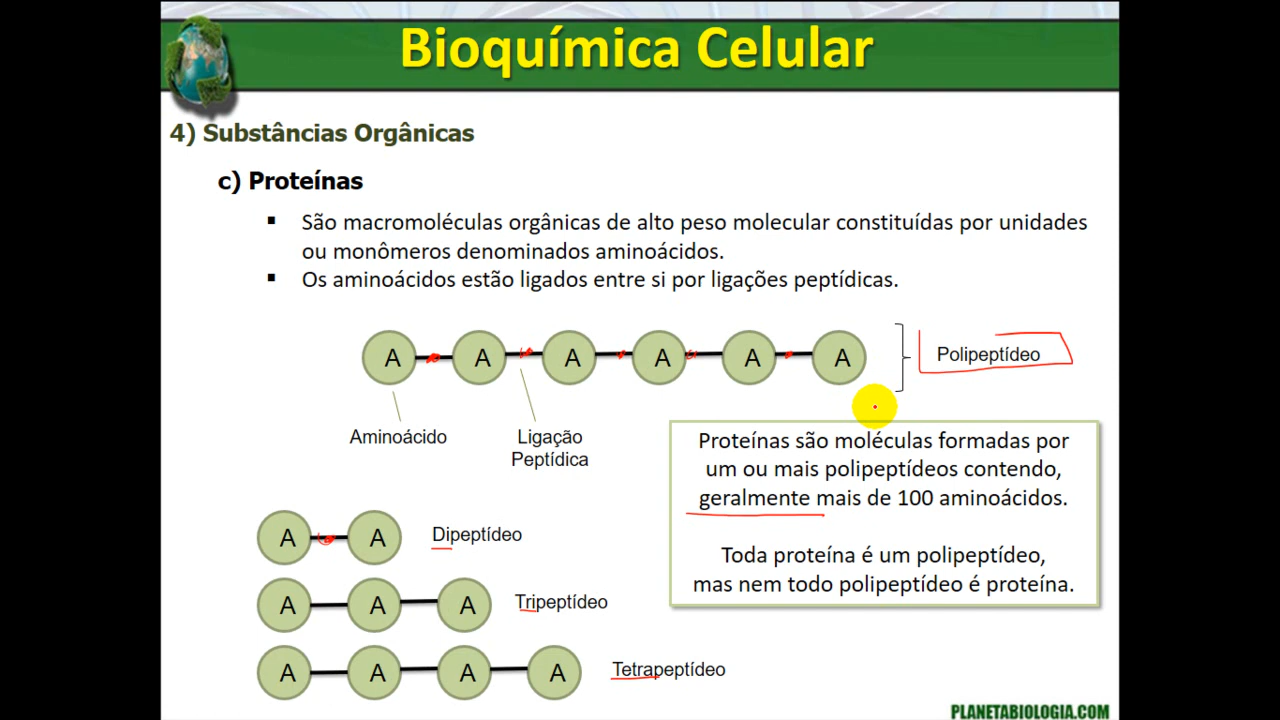 Bioquímica Celular
4) Substâncias Orgânicas
c) Proteínas
▪ São macromoléculas orgânicas de alto peso molecular constituídas por unidades
ou monômeros denominados aminoácidos.
▪ Os aminoácidos estão ligados entre si por ligações peptídicas.
A A A A A A
Polipeptídeo
Aminoácido
Ligação
Peptídica
Proteínas são moléculas formadas por
um ou mais polipeptídeos contendo,
geralmente mais de 100 aminoácidos.
Toda proteína é um polipeptídeo,
mas nem todo polipeptídeo é proteína.
A A Dipeptídeo
A A A Tripeptídeo
A A A A Tetrapeptídeo
PLANETABIOLOGIA.COM